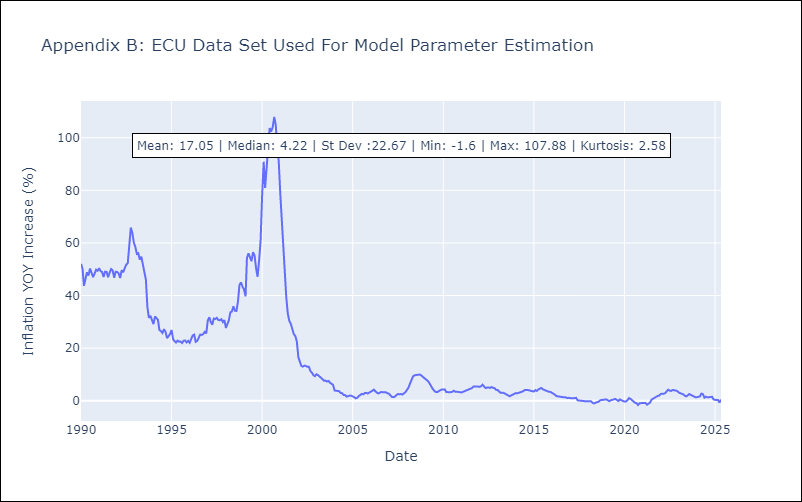 Appendix B: ECU Data Set Used For Model Parameter Estimation
Mean: 17.05 | Median: 4.22 | St Dev :22.67 | Min: -1.6 | Max: 107.88 | Kurtosis: 2.58
Inflation YOY Increase (%)
100
80
60
40
20
0
1990 1995 2000 2005 2010 2015 2020 2025
Date